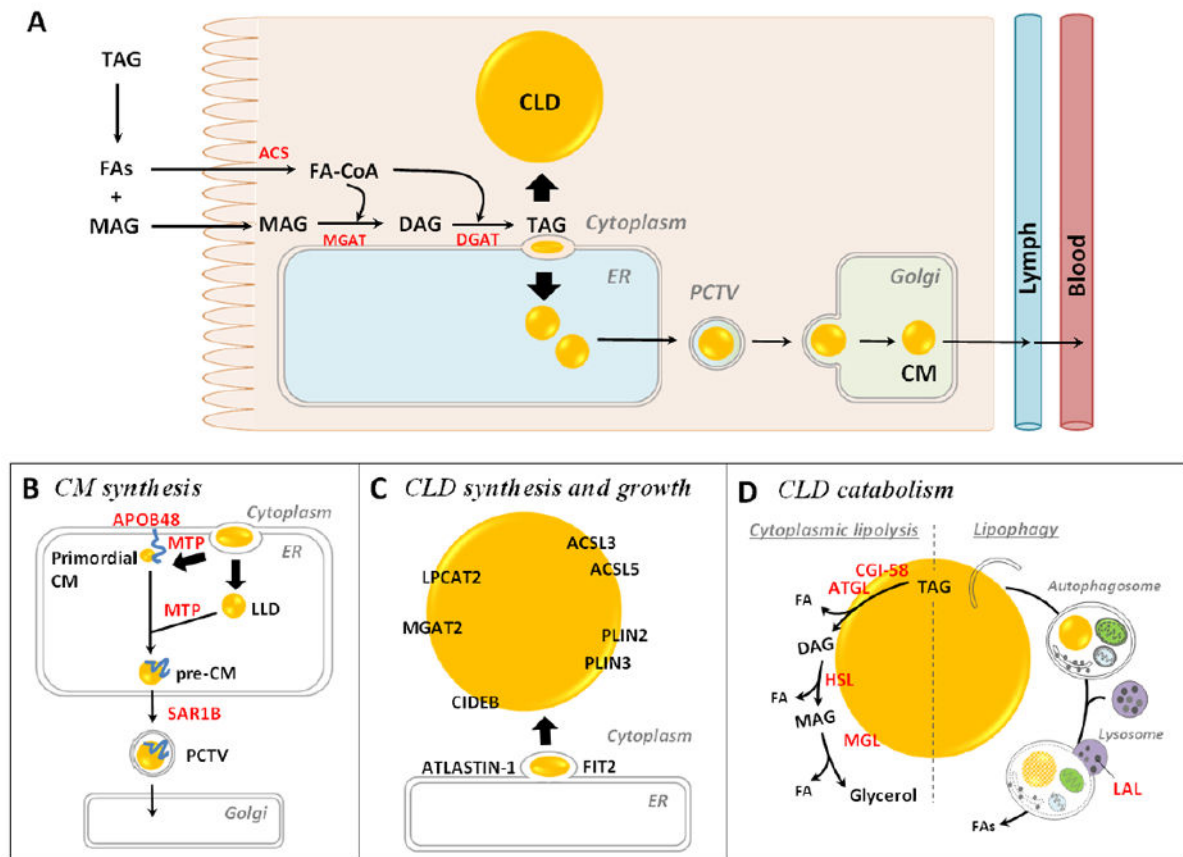 A
TAG
FAs
+
MAG
ACS
FA-CoA
MAG
MGAT
DAG
DGAT
TAG
CLD
Cytoplasm
ER
PCTV
Golgi
CM
Lymph
Blood
B CM synthesis
APOB48
Cytoplasm
MTP
ER
Primordial
CM
MTP
LLD
pre-CM
SAR1B
PCTV
Golgi
C CLD synthesis and growth
ACSL3
ACSL5
LPCAT2
MGAT2
PLIN2
PLIN3
CIDEB
Cytoplasm
ATLASTIN-1
FIT2
ER
D CLD catabolism
Cytoplasmic lipolysis
Lipophagy
CGI-58
ATGL
TAG
FA
DAG
HSL
FA
MAG
MGL
FA
Glycerol
Autophagosome
Lysosome
LAL
FAs